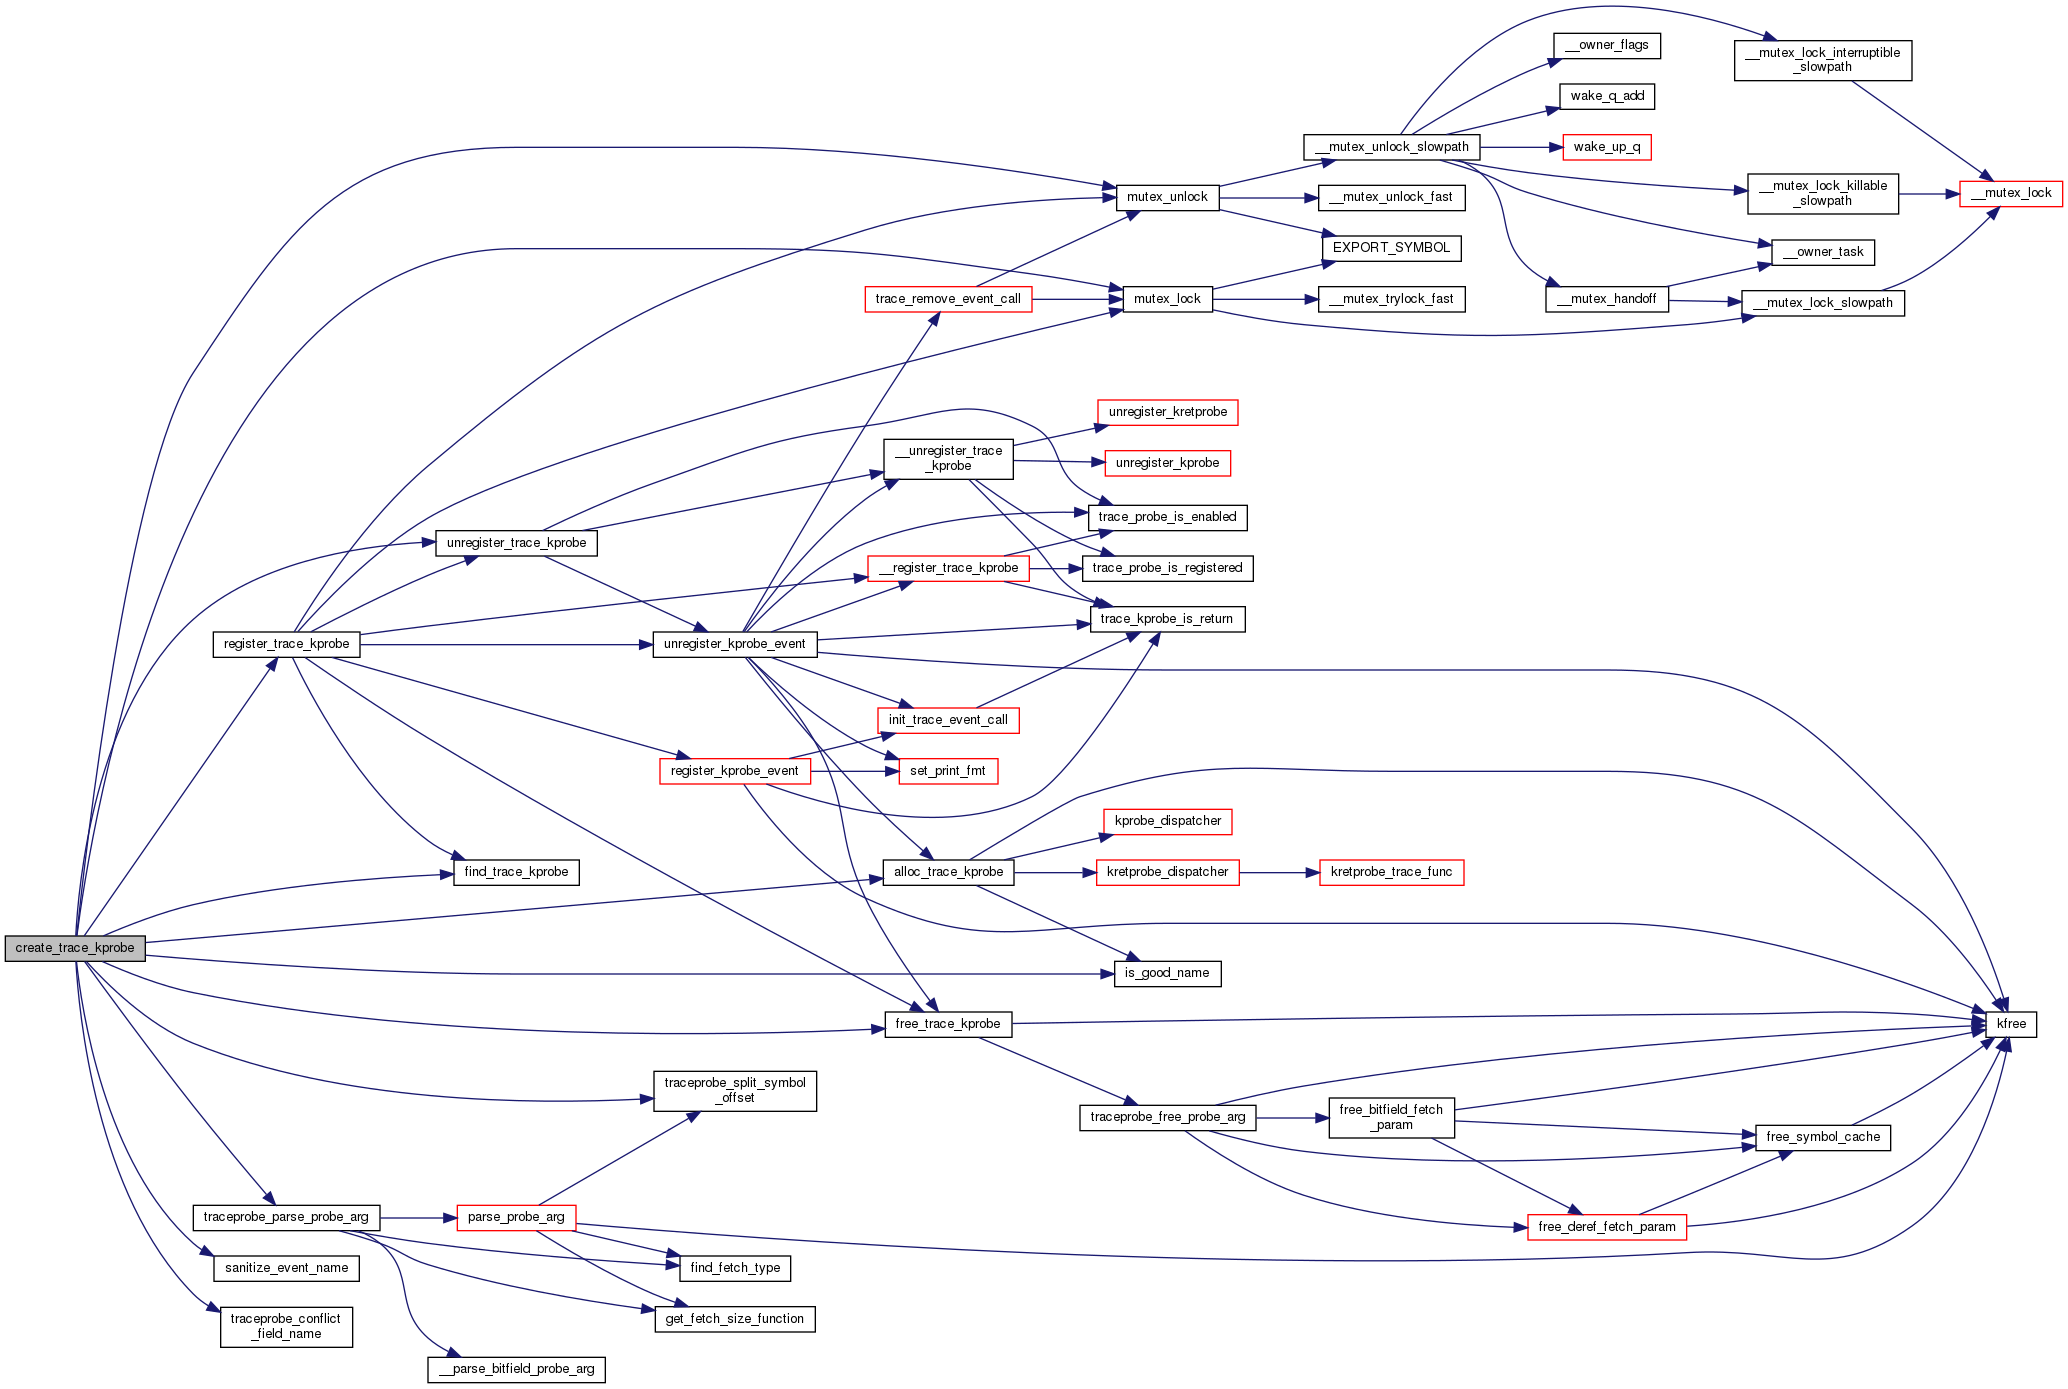 __owner_flags
__mutex_lock_interruptible
_slowpath
wake_q_add
__mutex_unlock_slowpath
wake_up_q
__mutex_lock_killable
_slowpath
__mutex_lock
mutex_unlock
__mutex_unlock_fast
EXPORT_SYMBOL
__owner_task
trace_remove_event_call
mutex_lock
__mutex_trylock_fast
__mutex_handoff
__mutex_lock_slowpath
unregister_kretprobe
__unregister_trace
_kprobe
unregister_kprobe
trace_probe_is_enabled
unregister_trace_kprobe
__register_trace_kprobe
trace_probe_is_registered
trace_kprobe_is_return
register_trace_kprobe
unregister_kprobe_event
init_trace_event_call
register_kprobe_event
set_print_fmt
kprobe_dispatcher
find_trace_kprobe
alloc_trace_kprobe
kretprobe_dispatcher
kretprobe_trace_func
create_trace_kprobe
is_good_name
free_trace_kprobe
kfree
traceprobe_split_symbol
_offset
traceprobe_free_probe_arg
free_bitfield_fetch
_param
free_symbol_cache
traceprobe_parse_probe_arg
parse_probe_arg
free_deref_fetch_param
sanitize_event_name
find_fetch_type
traceprobe_conflict
_field_name
get_fetch_size_function
__parse_bitfield_probe_arg